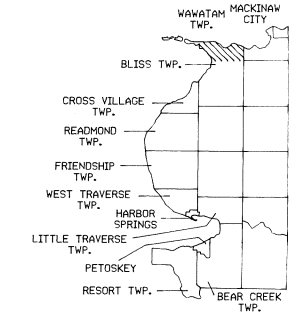 MACKINAW
CITY
WAWATAM
TWP.
BLISS TWP.
CROSS VILLAGE
TWP.
READMOND
TWP.
FRIENDSHIP
TWP.
WEST TRAVERSE
TWP.
HARBOR
SPRINGS
LITTLE TRAVERSE
TWP.
PETOSKEY
RESORT TWP.
BEAR CREEK
TWP.